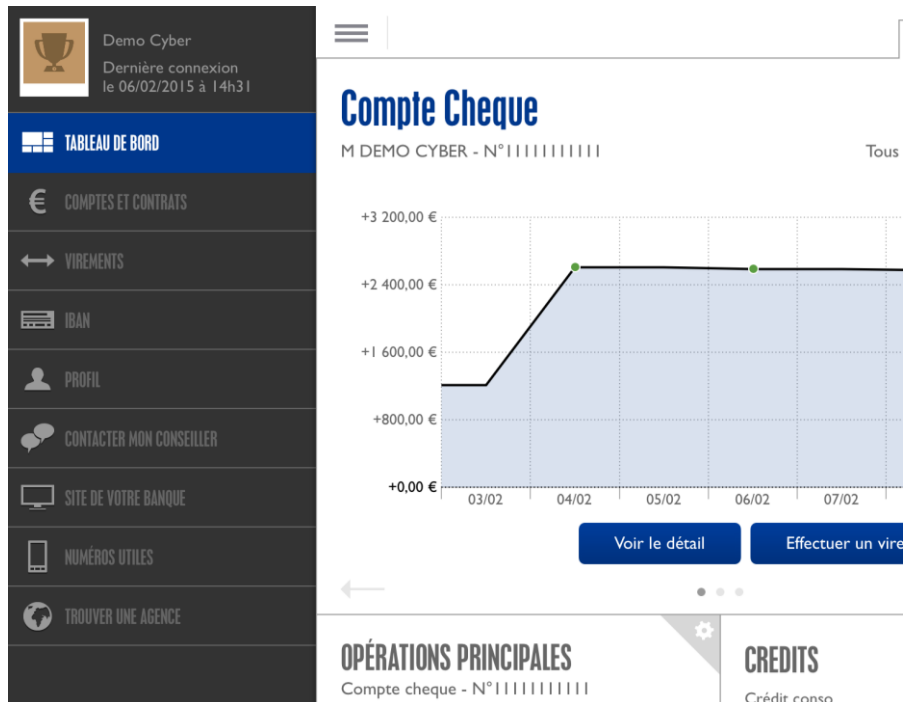 Demo Cyber
Dernière connexion
le 06/02/2015 à 14h31
TABLEAU DE BORD
COMPTES ET CONTRATS
VIREMENTS
IBAN
PROFIL
CONTACTER MON CONSEILLER
SITE DE VOTRE BANQUE
NUMÉROS UTILES
TROUVER UNE AGENCE
Compte Cheque
M DEMO CYBER - N°11111111111
Tous
+3 200,00 €
+2 400,00 €
+1 600,00 €
+800,00 €
+0,00 €
03/02 04/02 05/02 06/02 07/02
Voir le détail
Effectuer un vire
OPÉRATIONS PRINCIPALES
Compte cheque - N°11111111111
CREDITS
Crédit conso